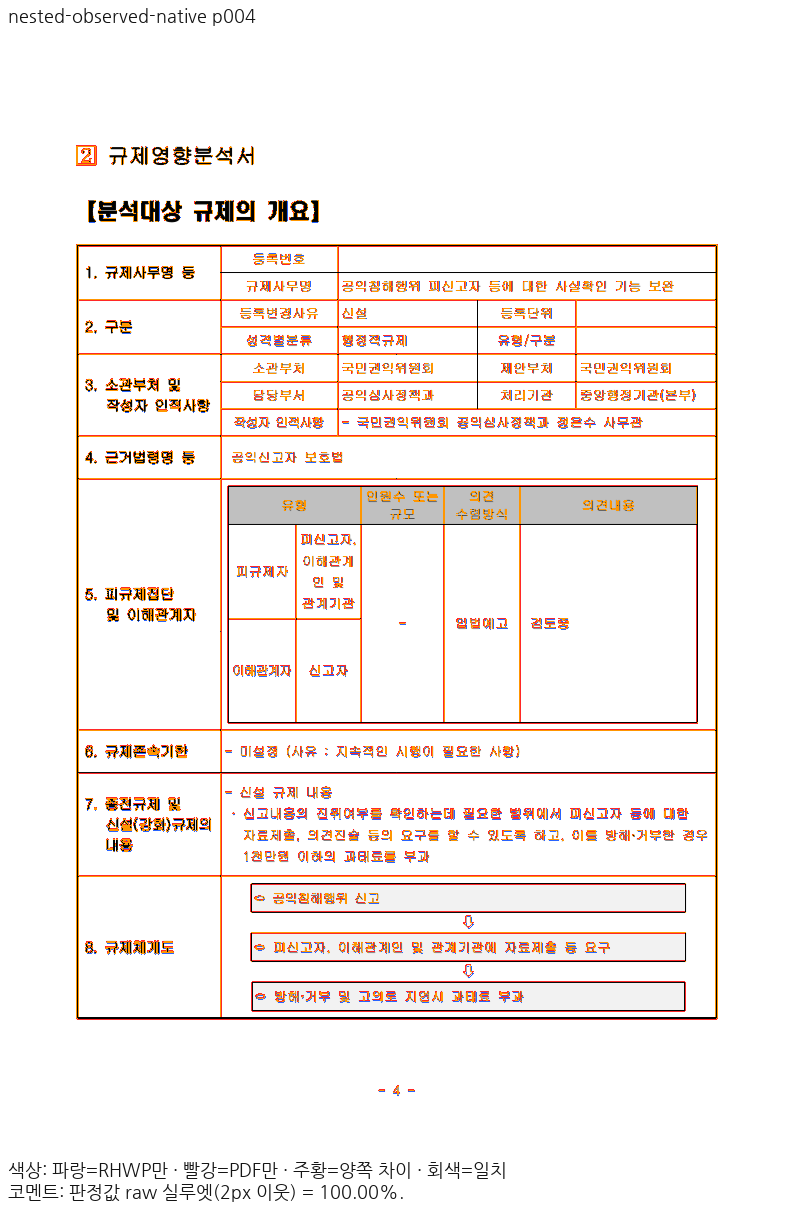 nested-observed-native p004
2 규제영향분석서
[분석대상 규제의 개요]
1. 규제사무명 등
등록번호
규제사무명
공익침해행위 피신고자 등에 대한 사실확인 기능 보완
2. 구분
등록변경사유
신설
등록단위
성격별분류
행정적규제
유형/구분
3. 소관부처 및
작성자 인적사항
소관부처
국민권익위원회
제안부처
국민권익위원회
담당부서
공익심사정책과
처리기관
중앙행정기관(본부)
작성자 인적사항
- 국민권익위원회 공익심사정책과 정은수 사무관
4. 근거법령명 등
공익신고자 보호법
5. 피규제집단
및 이해관계자
유형
인원수 또는
규모
의견
수렴방식
의견내용
피규제자
피신고자,
이해관계
인 및
관계기관
-
입법예고
검토중
이해관계자
신고자
6. 규제존속기한
- 미설정 (사유 : 지속적인 시행이 필요한 사항)
7. 종전규제 및
신설(강화)규제의
내용
- 신설 규제 내용
· 신고내용의 진위여부를 확인하는데 필요한 범위에서 피신고자 등에 대한
자료제출, 의견진술 등의 요구를 할 수 있도록 하고, 이를 방해·거부한 경우
1천만원 이하의 과태료를 부과
8. 규제체계도
⇨ 공익침해행위 신고
⇩
⇨ 피신고자, 이해관계인 및 관계기관에 자료제출 등 요구
⇩
⇨ 방해·거부 및 고의로 지연시 과태료 부과
- 4 -
색상: 파랑=RHWP만 · 빨강=PDF만 · 주황=양쪽 차이 · 회색=일치
코멘트: 판정값 raw 실루엣(2px 이웃) = 100.00%.